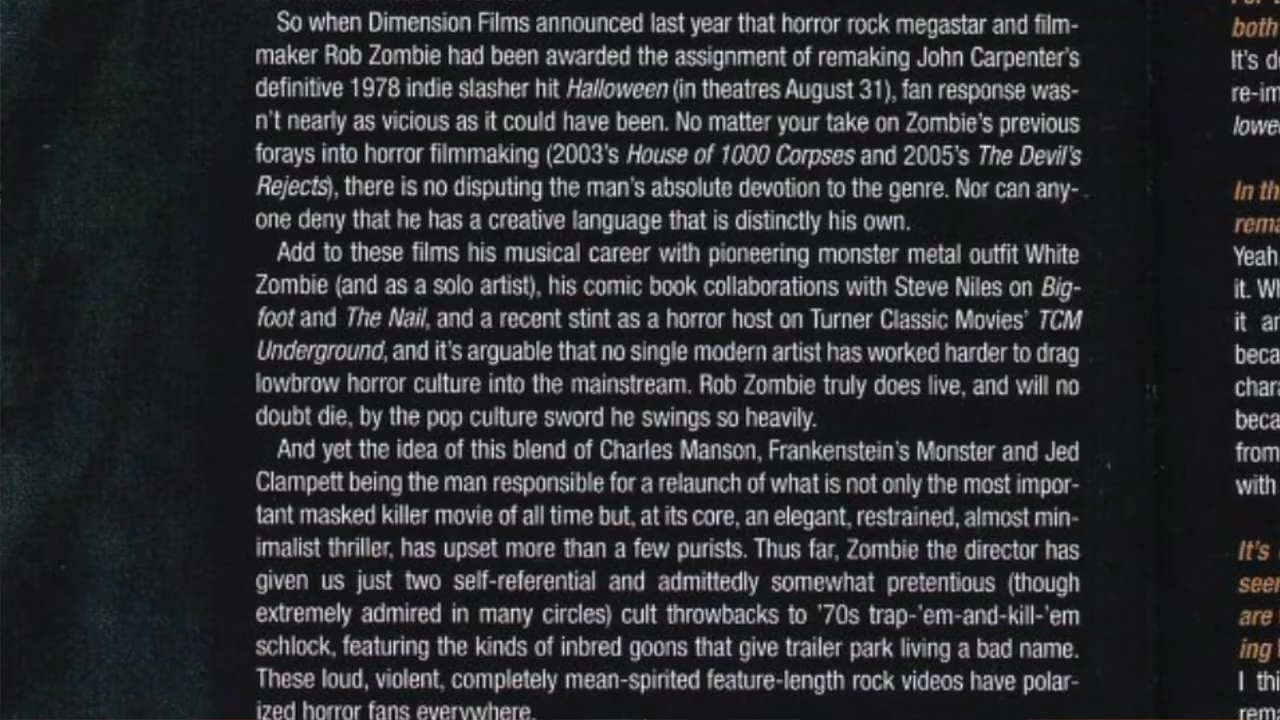 So when Dimension Films announced last year that horror rock megastar and film-
maker Rob Zombie had been awarded the assignment of remaking John Carpenter's
definitive 1978 indie slasher hit Halloween (in theatres August 31), fan response was-
n't nearly as vicious as it could have been. No matter your take on Zombie's previous
forays into horror filmmaking (2003's House of 1000 Corpses and 2005's The Devil's
Rejects), there is no disputing the man's absolute devotion to the genre. Nor can any-
one deny that he has a creative language that is distinctly his own.
Add to these films his musical career with pioneering monster metal outfit White
Zombie (and as a solo artist), his comic book collaborations with Steve Niles on Big-
foot and The Nail, and a recent stint as a horror host on Turner Classic Movies' TCM
Underground, and it's arguable that no single modern artist has worked harder to drag
lowbrow horror culture into the mainstream. Rob Zombie truly does live, and will no
doubt die, by the pop culture sword he swings so heavily.
And yet the idea of this blend of Charles Manson, Frankenstein's Monster and Jed
Clampett being the man responsible for a relaunch of what is not only the most impor-
tant masked killer movie of all time but, at its core, an elegant, restrained, almost min-
imalist thriller, has upset more than a few purists. Thus far, Zombie the director has
given us just two self-referential and admittedly somewhat pretentious (though
extremely admired in many circles) cult throwbacks to '70s trap-'em-and-kill-'em
schlock, featuring the kinds of inbred goons that give trailer park living a bad name.
These loud, violent, completely mean-spirited feature-length rock videos have polar-
ized horror fans everywhere.
both
It's
re-im
In
Yeah
it.
it
beca
char
beca
from
with
It's
seen
are
ing
I